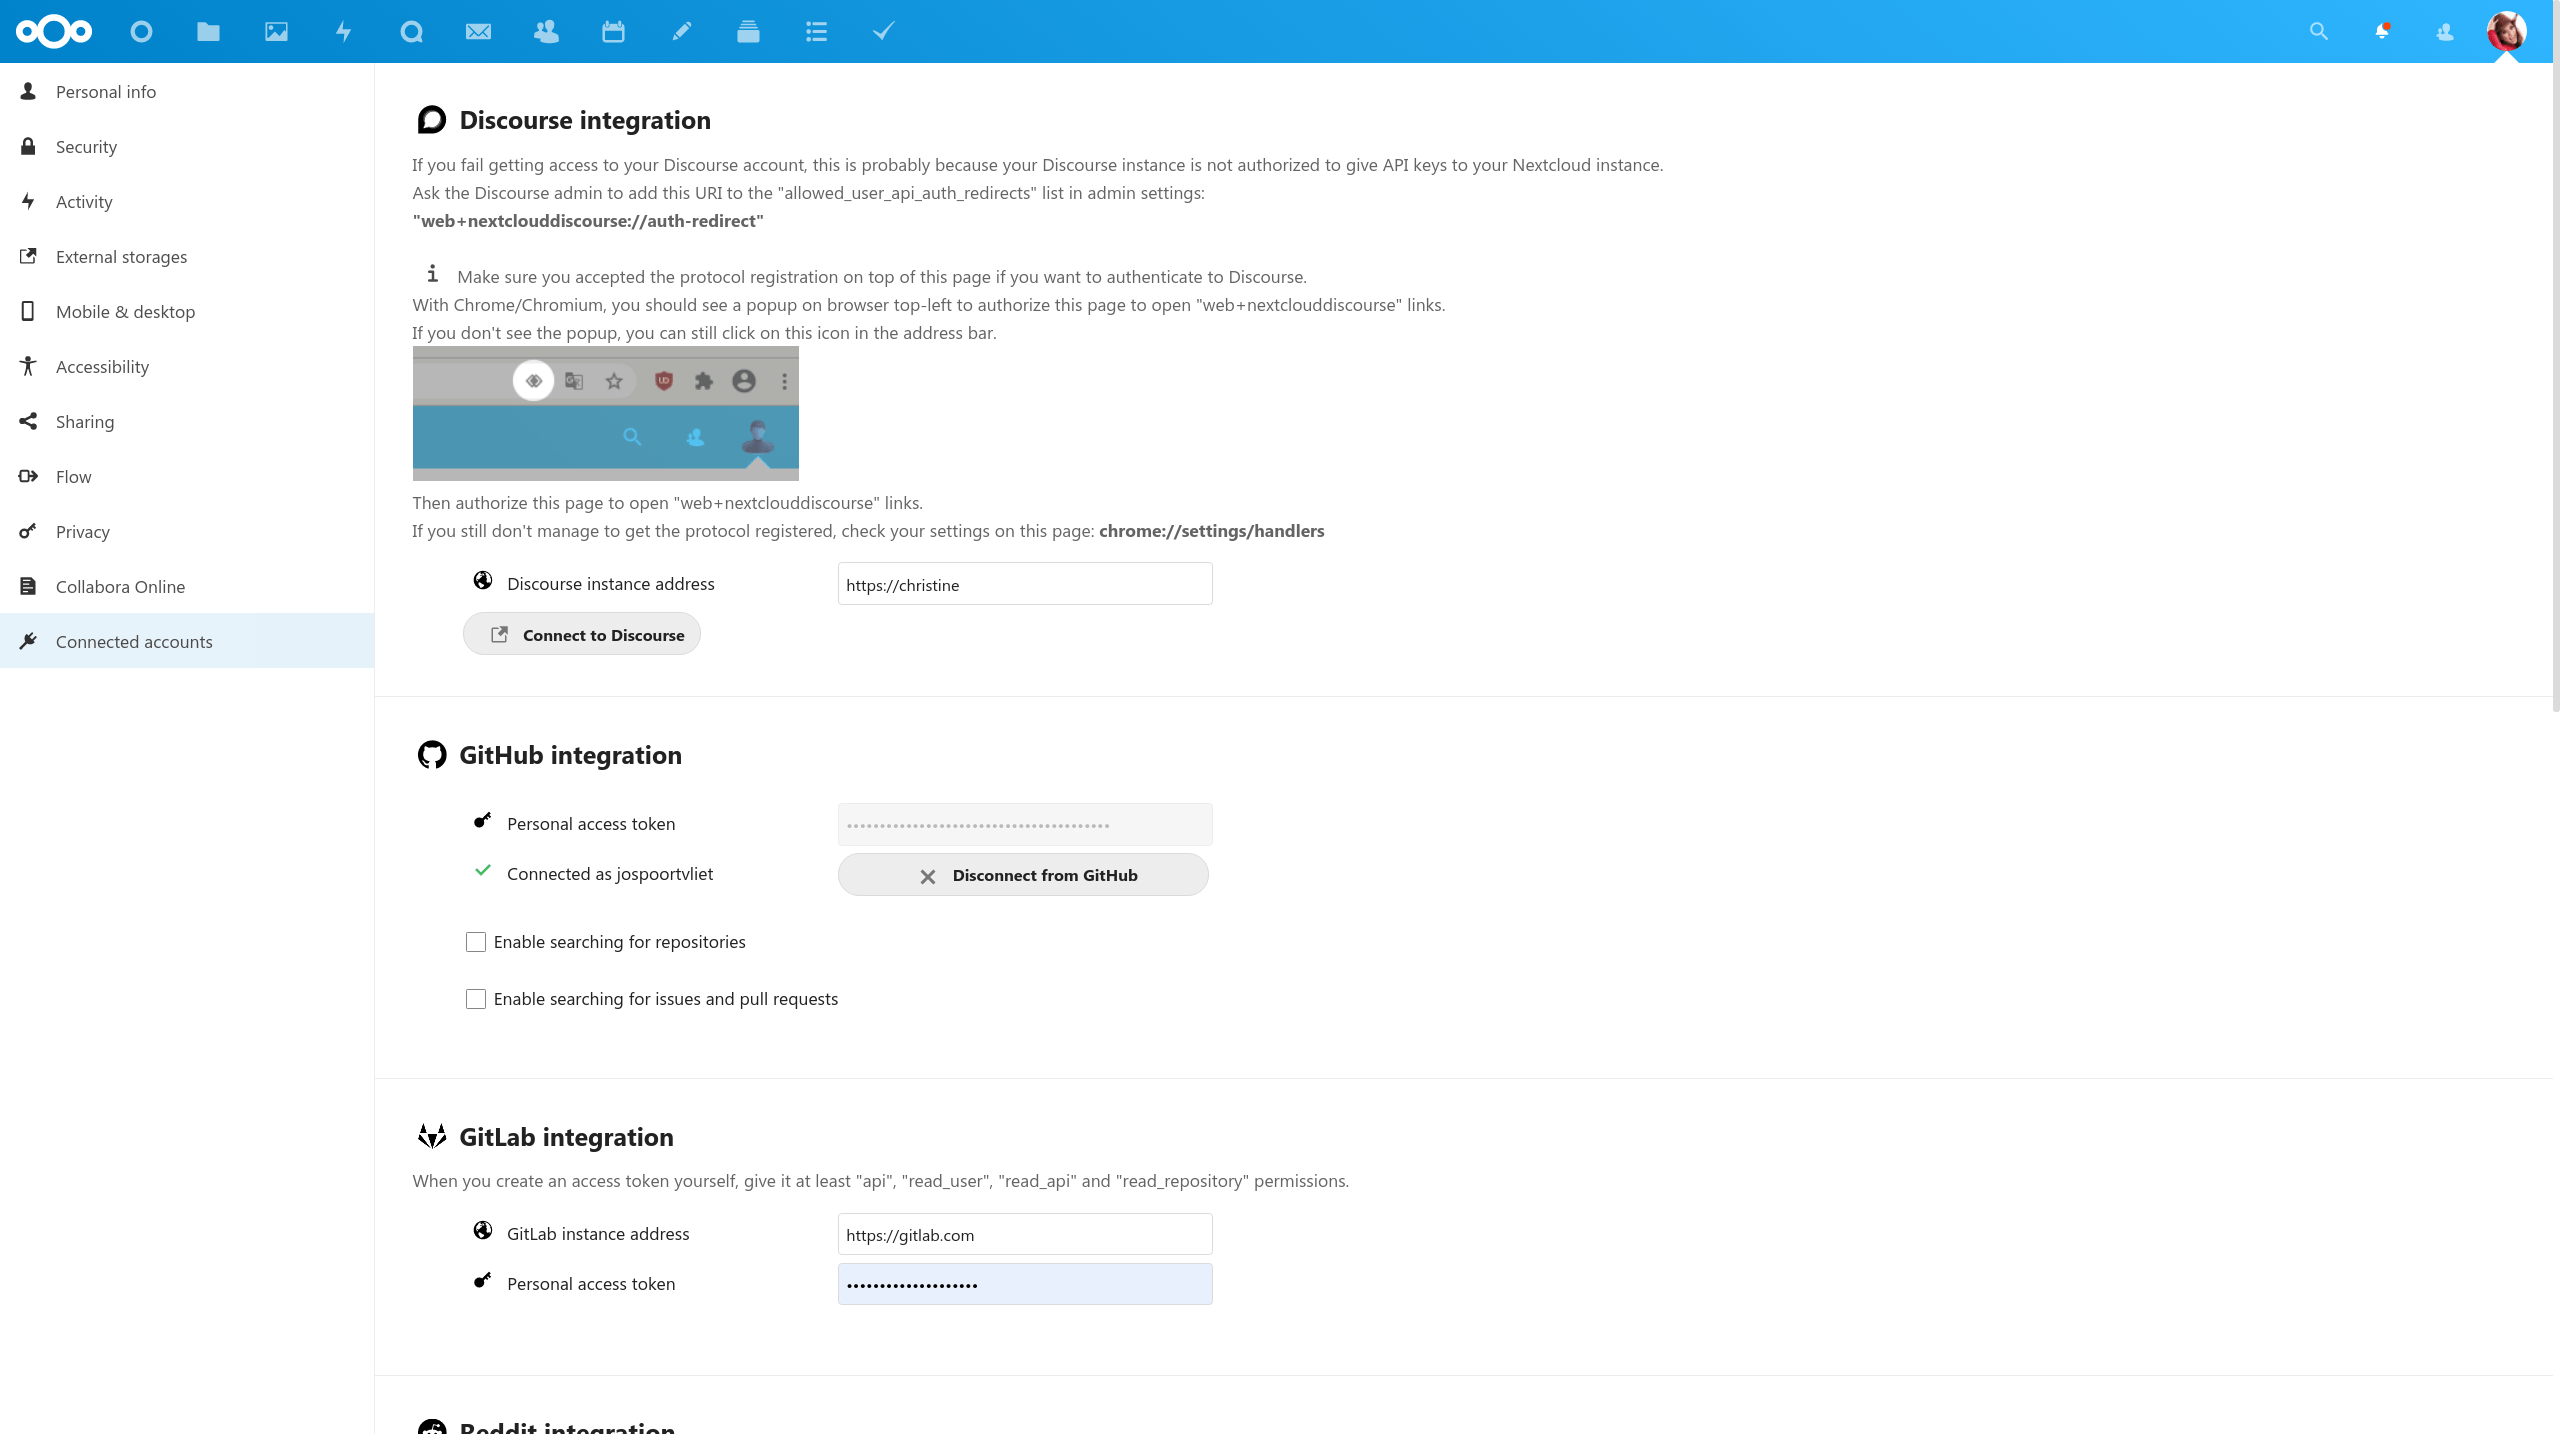 Personal info
Security
Activity
External storages
Mobile & desktop
Accessibility
Sharing
Flow
Privacy
Collabora Online
Connected accounts
Discourse integration
If you fail getting access to your Discourse account, this is probably because your Discourse instance is not authorized to give API keys to your Nextcloud instance.
Ask the Discourse admin to add this URI to the "allowed_user_api_auth_redirects" list in admin settings:
"web+nextclouddiscourse://auth-redirect"
Make sure you accepted the protocol registration on top of this page if you want to authenticate to Discourse.
With Chrome/Chromium, you should see a popup on browser top-left to authorize this page to open "web+nextclouddiscourse" links.
If you don't see the popup, you can still click on this icon in the address bar.
Then authorize this page to open "web+nextclouddiscourse" links.
If you still don't manage to get the protocol registered, check your settings on this page: chrome://settings/handlers
Discourse instance address
https://christine
Connect to Discourse
GitHub integration
Personal access token
Connected as jospoortvliet
Disconnect from GitHub
Enable searching for repositories
Enable searching for issues and pull requests
GitLab integration
When you create an access token yourself, give it at least "api", "read_user", "read_api" and "read_repository" permissions.
GitLab instance address
https://gitlab.com
Personal access token
Reddit integration